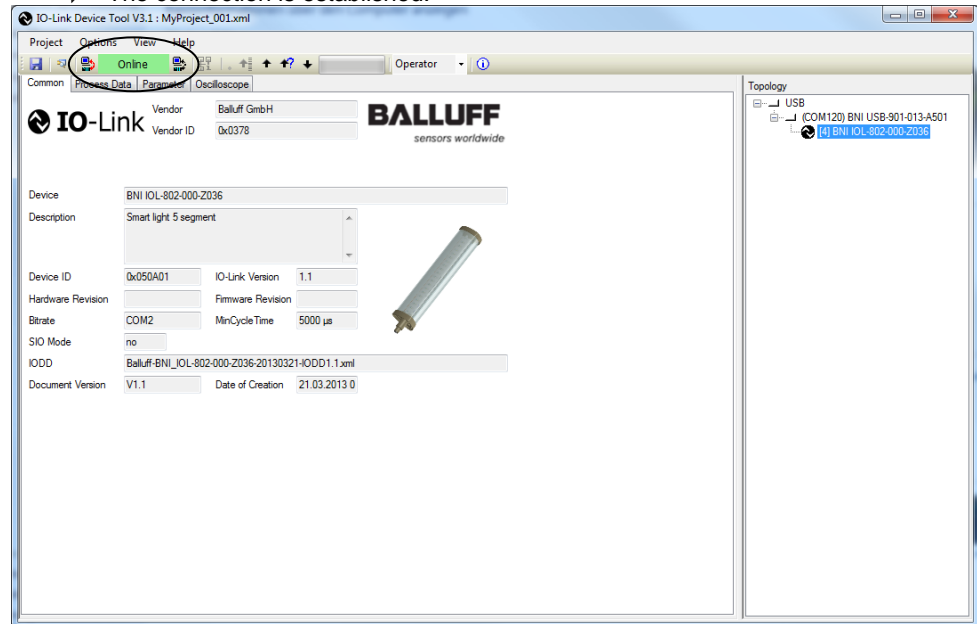 The connection is established.
IO-Link Device Tool V3.1 : MyProject_001.xml
Project Options View Help
Online Operator
Common Process Data Parameter Oscilloscope
Topology
IO-Link
Vendor Balluff GmbH
Vendor ID 0x0378
BALLUFF
sensors worldwide
USB
(COM120) BNI USB-901-013-A501
[4] BNI IOL-802-000-Z036
Device BNI IOL-802-000-Z036
Description Smart light 5 segment
Device ID 0x050A01 IO-Link Version 1.1
Hardware Revision Firmware Revision
Bitrate COM2 MinCycleTime 5000 µs
SIO Mode no
IODD Balluff-BNI_IOL-802-000-Z036-20130321-IODD1.1.xml
Document Version V1.1 Date of Creation 21.03.2013 0